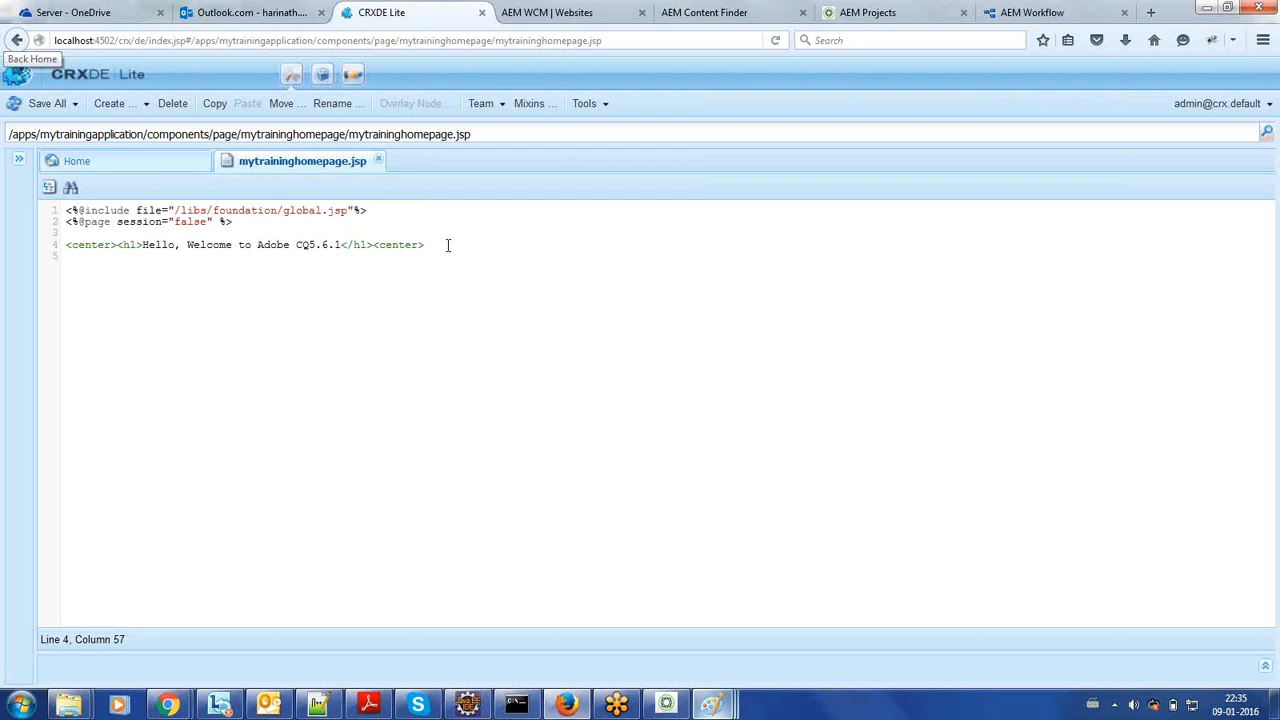 Server - OneDrive
Outlook.com - harinath....
CRXDE Lite
AEM WCM | Websites
AEM Content Finder
AEM Projects
AEM Workflow
localhost:4502/crx/de/index.jsp#/apps/mytrainingapplication/components/page/mytraininghomepage/mytraininghomepage.jsp
Search
Back Home
CRXDE Lite
Save All
Create ...
Delete
Copy
Paste
Move ...
Rename ...
Overlay Node...
Team
Mixins ...
Tools
admin@crx.default
/apps/mytrainingapplication/components/page/mytraininghomepage/mytraininghomepage.jsp
Home
mytraininghomepage.jsp
1 <%@include file="/libs/foundation/global.jsp"%>
2 <%@page session="false" %>
3
4 <center><h1>Hello, Welcome to Adobe CQ5.6.1</h1><center>
5
Line 4, Column 57
22:35
09-01-2016